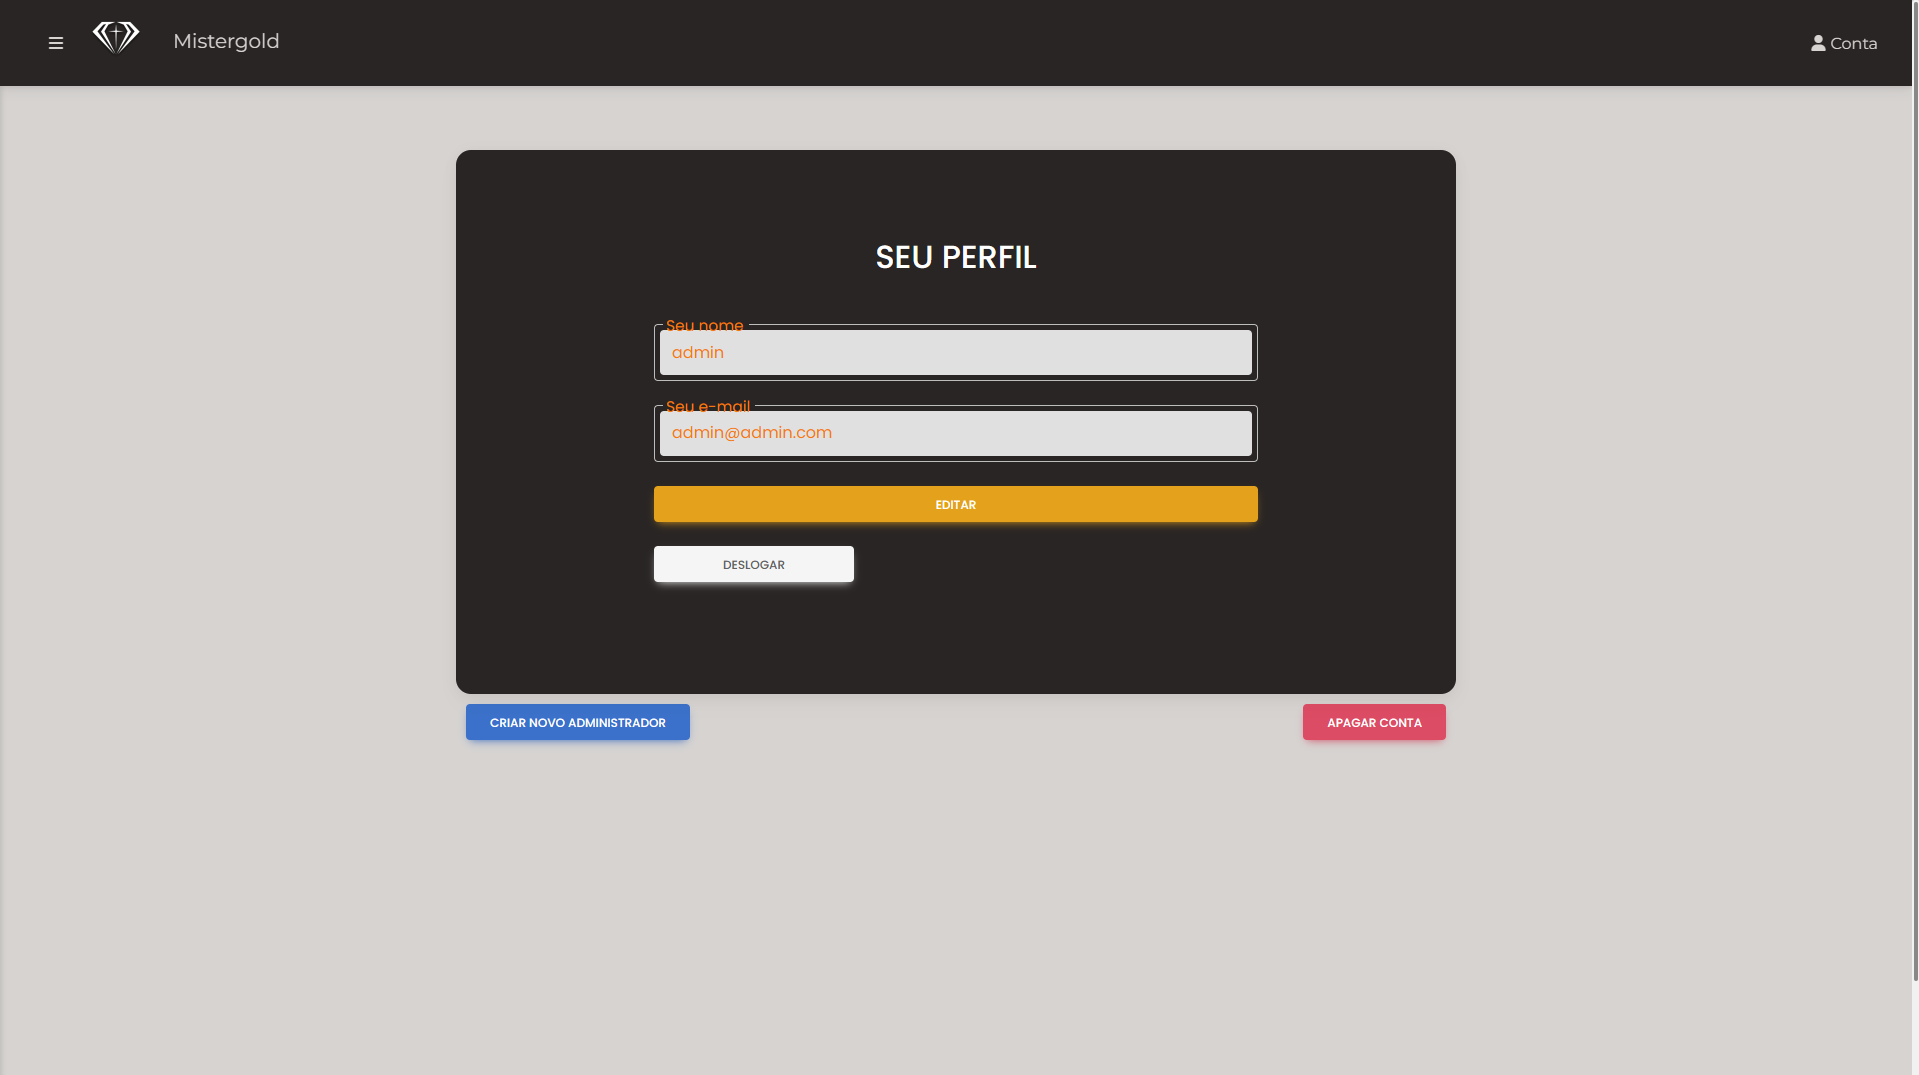 Mistergold
Conta
SEU PERFIL
Seu nome
admin
Seu e-mail
admin@admin.com
EDITAR
DESLOGAR
CRIAR NOVO ADMINISTRADOR
APAGAR CONTA